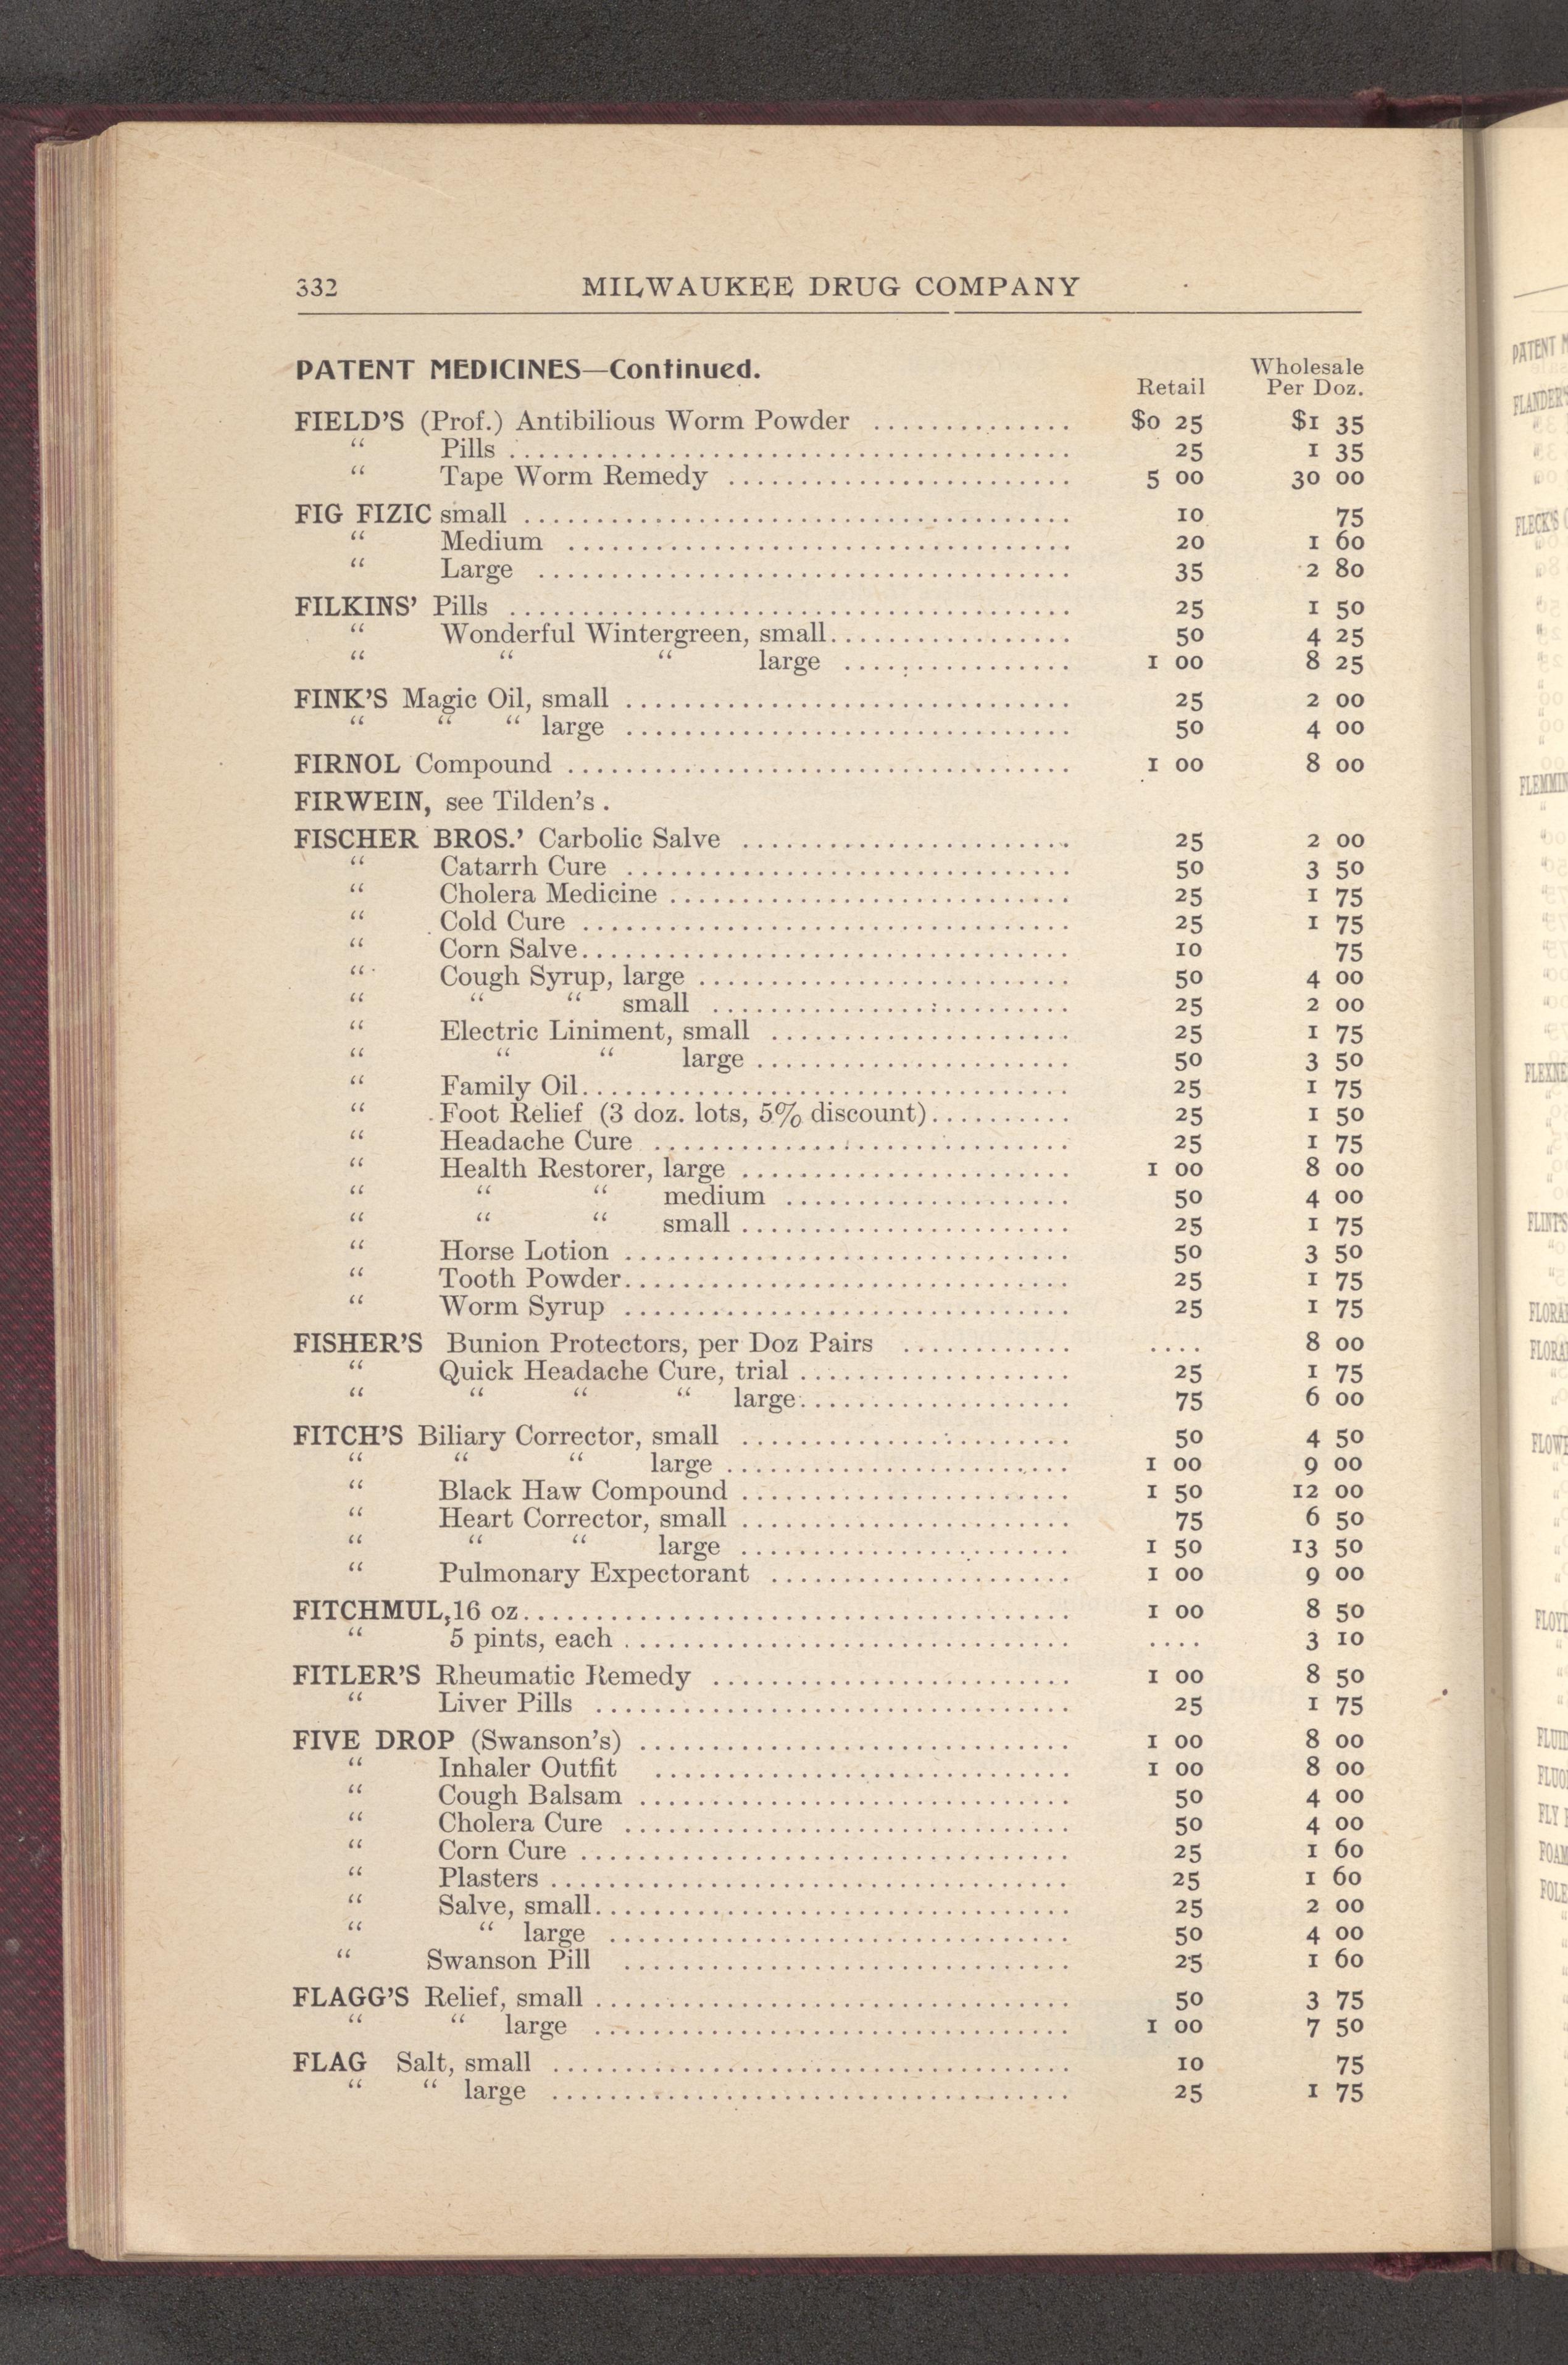 332 MILWAUKEE DRUG COMPANY
PATENT MEDICINES—Continued.
Wholesale
Retail Per Doz.
FIELD'S (Prof.) Antibilious Worm Powder .............. $0 25 $1 35
“ Pills ....................................... 25 1 35
“ Tape Worm Remedy ........................ 5 00 30 00
FIG FIZIC small ...................................... 10 75
“ Medium ................................... 20 1 60
“ Large ..................................... 35 2 80
FILKINS' Pills ....................................... 25 1 50
“ Wonderful Wintergreen, small................. 50 4 25
“ “ “ large ................ 1 00 8 25
FINK'S Magic Oil, small ............................... 25 2 00
“ “ “ large ............................... 50 4 00
FIRNOL Compound ................................... 1 00 8 00
FIRWEIN, see Tilden's.
FISCHER BROS.' Carbolic Salve ....................... 25 2 00
“ Catarrh Cure ............................... 50 3 50
“ Cholera Medicine ............................ 25 1 75
“ Cold Cure .................................. 25 1 75
“ Corn Salve.................................. 10 75
“ Cough Syrup, large .......................... 50 4 00
“ “ “ small ......................... 25 2 00
“ Electric Liniment, small ..................... 25 1 75
“ “ “ large ...................... 50 3 50
“ Family Oil.................................. 25 1 75
“ Foot Relief (3 doz. lots, 5% discount).......... 25 1 50
“ Headache Cure ............................. 25 1 75
“ Health Restorer, large ....................... 1 00 8 00
“ “ “ medium .................... 50 4 00
“ “ “ small ....................... 25 1 75
“ Horse Lotion ............................... 50 3 50
“ Tooth Powder............................... 25 1 75
“ Worm Syrup ............................... 25 1 75
FISHER'S Bunion Protectors, per Doz Pairs ............ .... 8 00
“ Quick Headache Cure, trial ................... 25 1 75
“ “ “ “ large................... 75 6 00
FITCH'S Biliary Corrector, small ....................... 50 4 50
“ “ “ large ........................ 1 00 9 00
“ Black Haw Compound ....................... 1 50 12 00
“ Heart Corrector, small ....................... 75 6 50
“ “ “ large ....................... 1 50 13 50
“ Pulmonary Expectorant ..................... 1 00 9 00
FITCHMUL,16 oz...................................... 1 00 8 50
“ 5 pints, each ............................... .... 3 10
FITLER'S Rheumatic Remedy ......................... 1 00 8 50
“ Liver Pills ................................. 25 1 75
FIVE DROP (Swanson's) .............................. 1 00 8 00
“ Inhaler Outfit ............................. 1 00 8 00
“ Cough Balsam .............................. 50 4 00
“ Cholera Cure ............................... 50 4 00
“ Corn Cure .................................. 25 1 60
“ Plasters .................................... 25 1 60
“ Salve, small................................. 25 2 00
“ “ large ................................ 50 4 00
“ Swanson Pill ............................... 25 1 60
FLAGG'S Relief, small ................................. 50 3 75
“ “ large ................................. 1 00 7 50
FLAG Salt, small .................................... 10 75
“ “ large .................................... 25 1 75